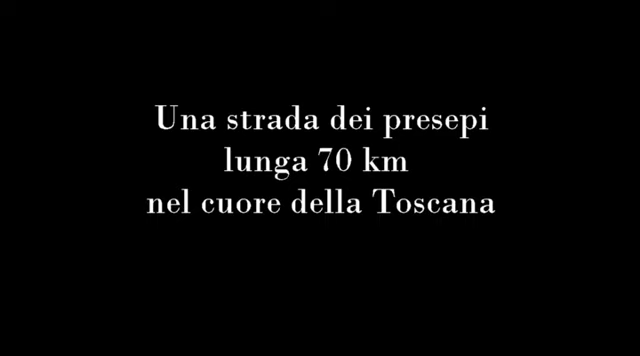 Una strada dei presepi
lunga 70 km
nel cuore della Toscana